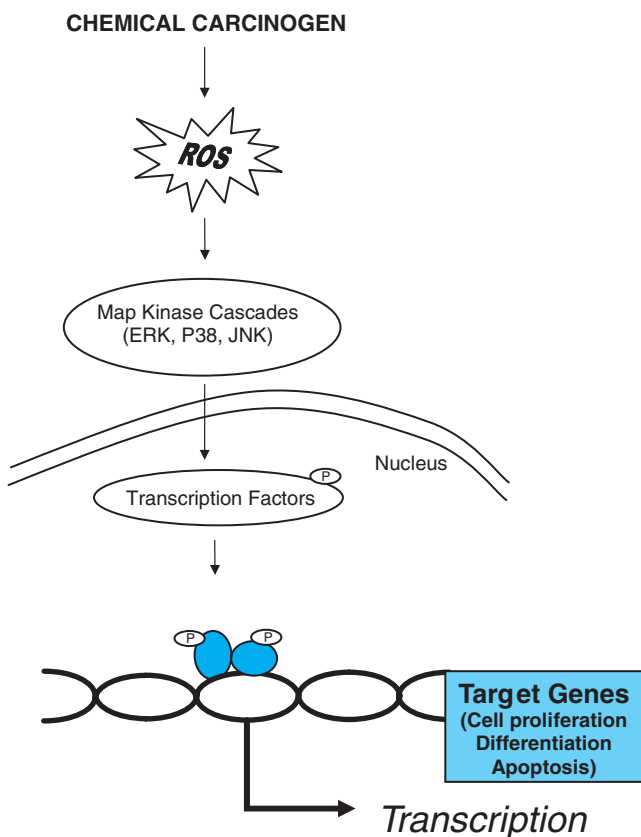 CHEMICAL CARCINOGEN
ROS
Map Kinase Cascades
(ERK, P38, JNK)
Nucleus
P
Transcription Factors
P
P
Target Genes
(Cell proliferation
Differentiation
Apoptosis)
Transcription